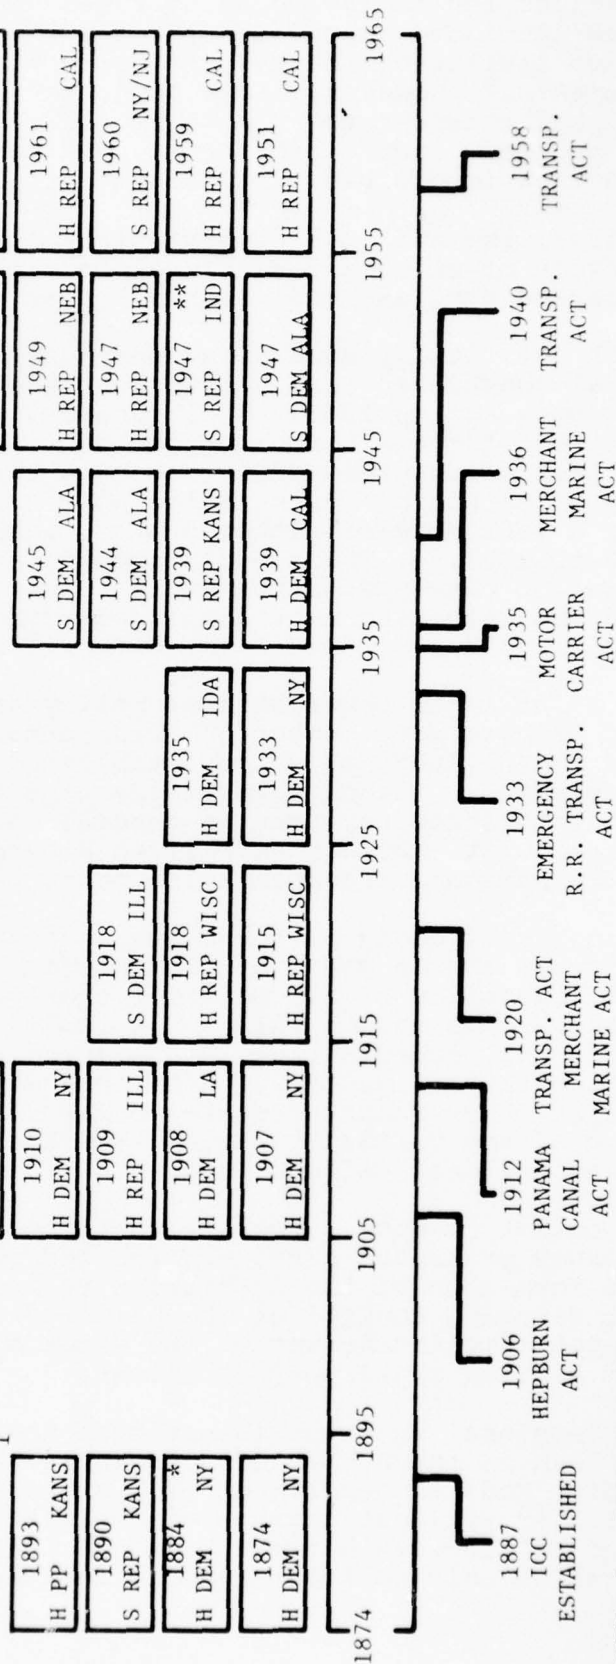 1893
H PP KANS
1890
S REP KANS
1884 *
H DEM NY
1874
H DEM NY
1910
H DEM NY
1909
H REP ILL
1908
H DEM LA
1907
H DEM NY
1918
S DEM ILL
1918
H REP WISC
1915
H REP WISC
1935
H DEM IDA
1933
H DEM NY
1945
S DEM ALA
1944
S DEM ALA
1939
S REP KANS
1939
H DEM CAL
1949
H REP NEB
1947
H REP NEB
1947 **
S REP IND
1947
S DEM ALA
1961
H REP CAL
1960
S REP NY/NJ
1959
H REP CAL
1951
H REP CAL
1874
1895
1905
1915
1925
1935
1945
1955
1965
1887
ICC
ESTABLISHED
1906
HEPBURN
ACT
1912
PANAMA
CANAL
ACT
1920
TRANSP. ACT
MERCHANT
MARINE ACT
1933
EMERGENCY
R.R. TRANSP.
ACT
1935
MOTOR
CARRIER
ACT
1936
MERCHANT
MARINE
ACT
1940
TRANSP.
ACT
1958
TRANSP.
ACT